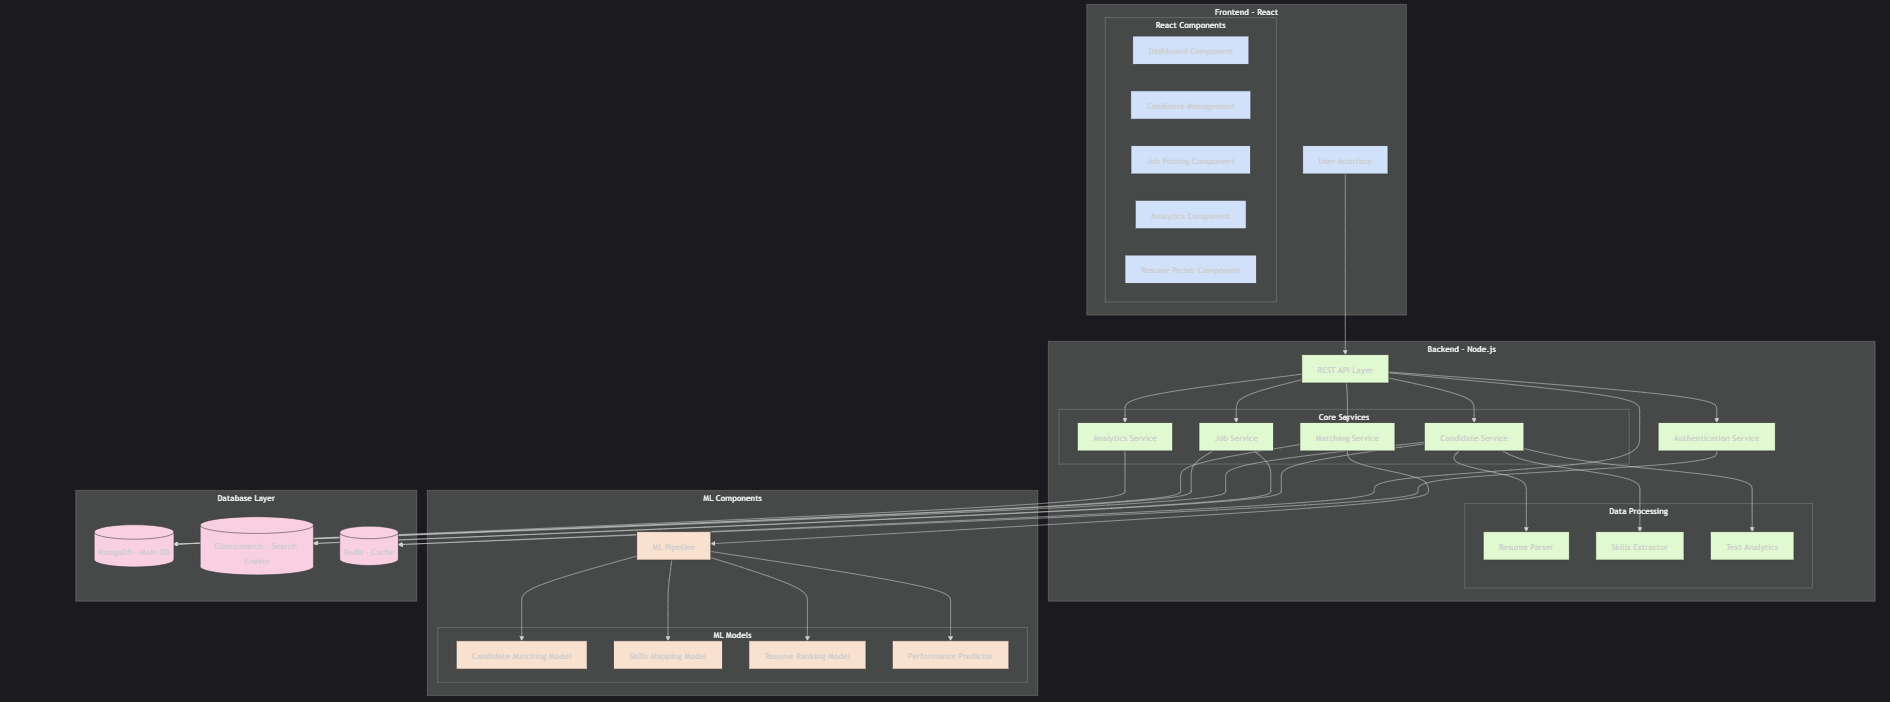 Frontend - React
React Components
Dashboard Component
Candidate Management
Job Posting Component
User Interface
Analytics Component
Resume Parser Component
Backend - Node.js
REST API Layer
Core Services
Analytics Service
Job Service
Matching Service
Candidate Service
Authentication Service
Database Layer
MongoDB - Main DB
Elasticsearch - Search
Engine
Redis - Cache
ML Components
ML Pipeline
Data Processing
Resume Parser
Skills Extractor
Text Analytics
ML Models
Candidate Matching Model
Skills Mapping Model
Resume Ranking Model
Performance Predictor